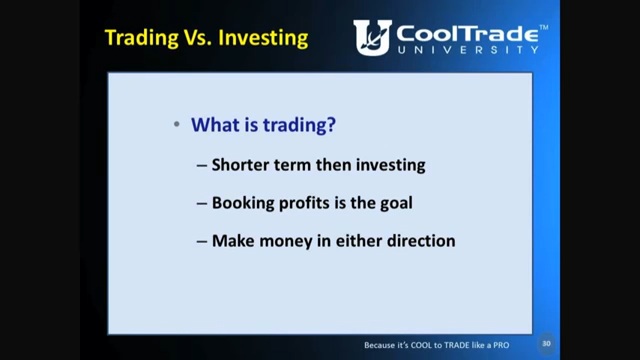 Trading Vs. Investing
CoolTrade™
UNIVERSITY
• What is trading?
– Shorter term then investing
– Booking profits is the goal
– Make money in either direction
Because it's COOL to TRADE like a PRO
30